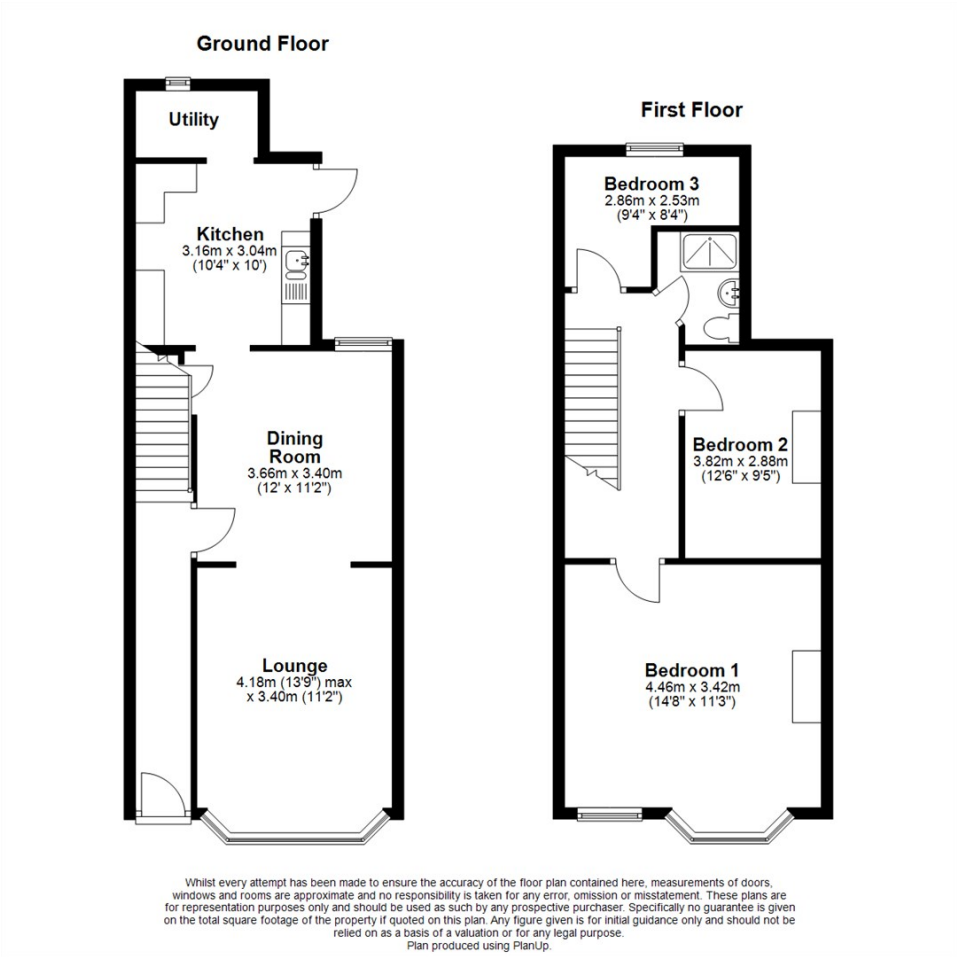 Ground Floor
Utility
Kitchen
3.16m x 3.04m
(10'4" x 10')
Dining
Room
3.66m x 3.40m
(12' x 11'2")
Lounge
4.18m (13'9") max
x 3.40m (11'2")
First Floor
Bedroom 3
2.86m x 2.53m
(9'4" x 8'4")
Bedroom 2
3.82m x 2.88m
(12'6" x 9'5")
Bedroom 1
4.46m x 3.42m
(14'8" x 11'3")
Whilst every attempt has been made to ensure the accuracy of the floor plan contained here, measurements of doors,
windows and rooms are approximate and no responsibility is taken for any error, omission or misstatement. These plans are
for representation purposes only and should be used as such by any prospective purchaser. Specifically no guarantee is given
on the total square footage of the property if quoted on this plan. Any figure given is for initial guidance only and should not be
relied on as a basis of a valuation or for any legal purpose.
Plan produced using PlanUp.